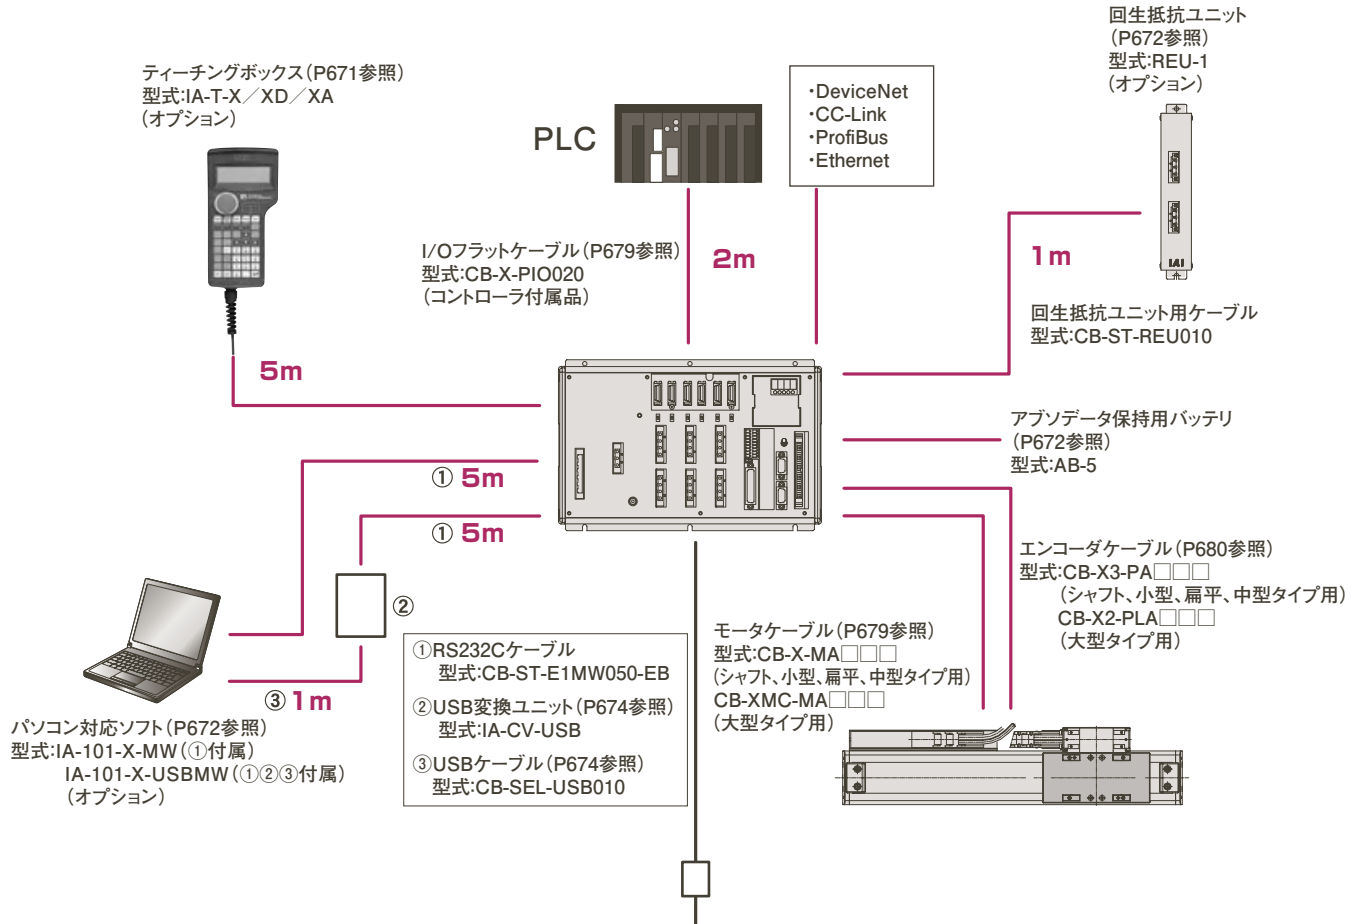 ティーチングボックス(P671参照)
型式:IA-T-X／XD／XA
(オプション)
PLC
・DeviceNet
・CC-Link
・ProfiBus
・Ethernet
回生抵抗ユニット
(P672参照)
型式:REU-1
(オプション)
IAI
I/Oフラットケーブル(P679参照)
型式:CB-X-PIO020
(コントローラ付属品)
2m
1m
回生抵抗ユニット用ケーブル
型式:CB-ST-REU010
5m
アブソデータ保持用バッテリ
(P672参照)
型式:AB-5
① 5m
① 5m
②
③ 1m
パソコン対応ソフト(P672参照)
型式:IA-101-X-MW(①付属)
IA-101-X-USBMW(①②③付属)
(オプション)
①RS232Cケーブル
型式:CB-ST-E1MW050-EB
②USB変換ユニット(P674参照)
型式:IA-CV-USB
③USBケーブル(P674参照)
型式:CB-SEL-USB010
モータケーブル(P679参照)
型式:CB-X-MA□□□
(シャフト、小型、扁平、中型タイプ用)
CB-XMC-MA□□□
(大型タイプ用)
エンコーダケーブル(P680参照)
型式:CB-X3-PA□□□
(シャフト、小型、扁平、中型タイプ用)
CB-X2-PLA□□□
(大型タイプ用)